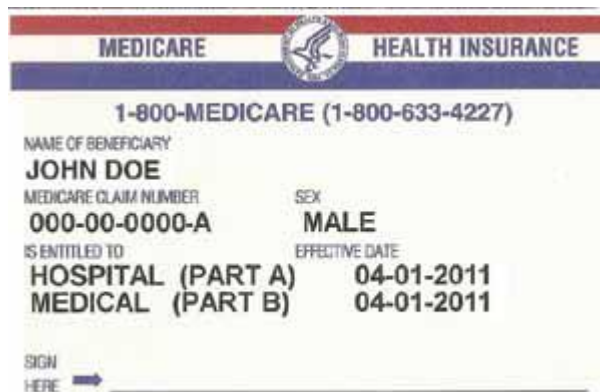 MEDICARE HEALTH INSURANCE
1-800-MEDICARE (1-800-633-4227)
NAME OF BENEFICIARY
JOHN DOE
MEDICARE CLAIM NUMBER SEX
000-00-0000-A MALE
IS ENTITLED TO EFFECTIVE DATE
HOSPITAL (PART A) 04-01-2011
MEDICAL (PART B) 04-01-2011
SIGN
HERE